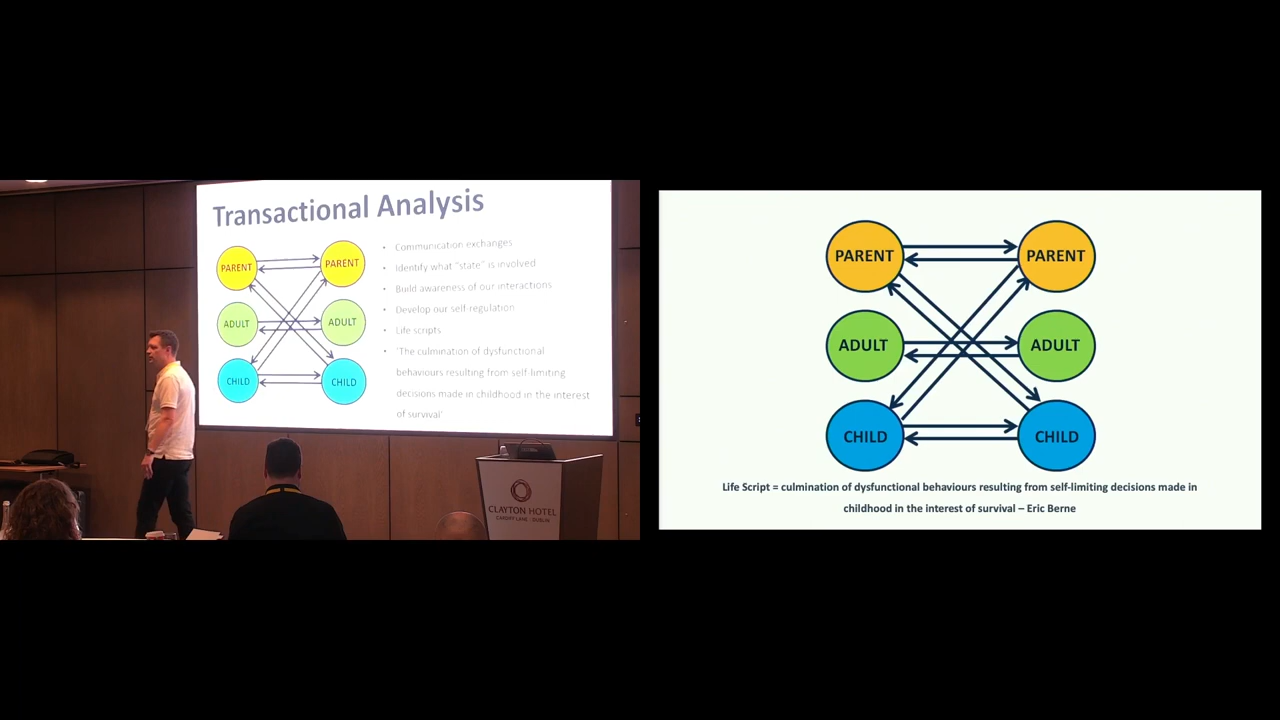 Transactional Analysis
PARENT
PARENT
ADULT
ADULT
CHILD
CHILD
• Communication exchanges
• Identify what "state" is involved
• Build awareness of our interactions
• Develop our self-regulation
• Life scripts
• 'The culmination of dysfunctional
behaviours resulting from self-limiting
decisions made in childhood in the interest
of survival'
CLAYTON HOTEL
CARDIFF LANE · DUBLIN
PARENT
PARENT
ADULT
ADULT
CHILD
CHILD
Life Script = culmination of dysfunctional behaviours resulting from self-limiting decisions made in
childhood in the interest of survival – Eric Berne